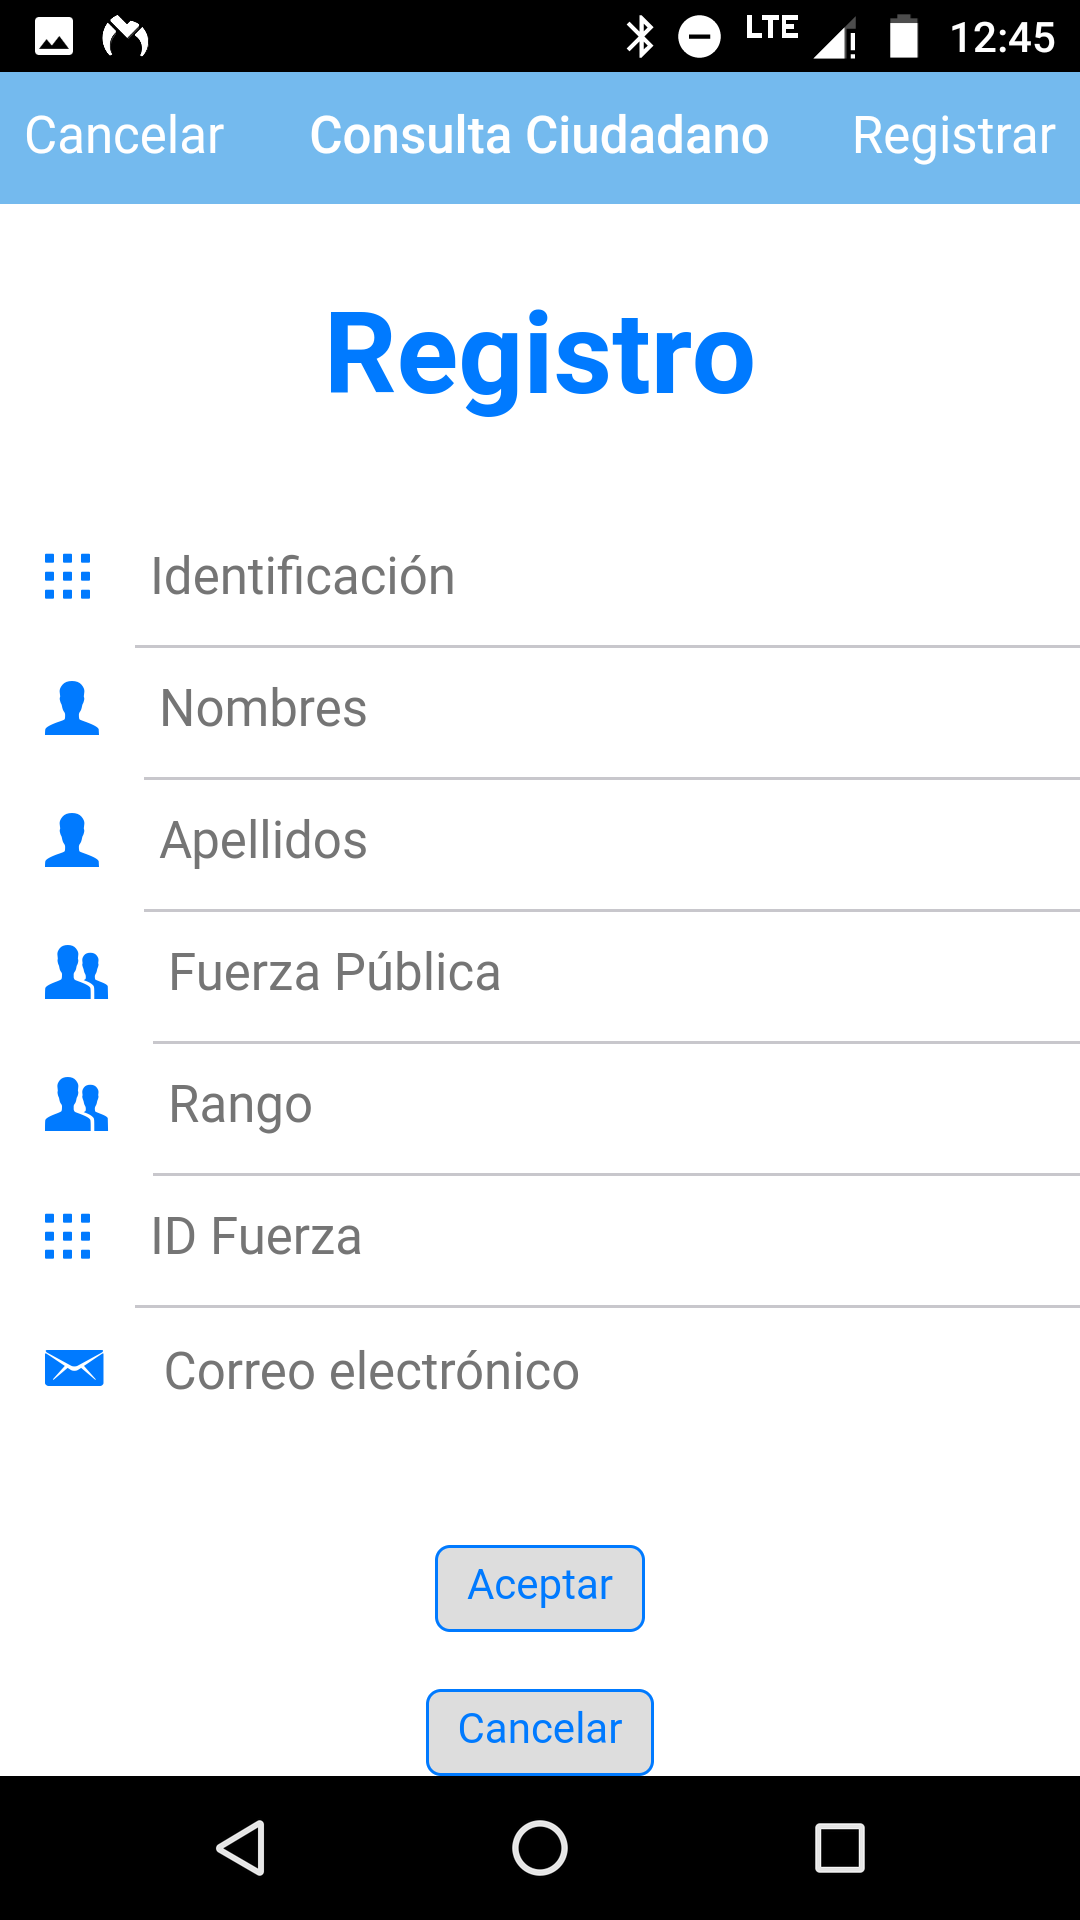 LTE 12:45
Cancelar Consulta Ciudadano Registrar
Registro
Identificación
Nombres
Apellidos
Fuerza Pública
Rango
ID Fuerza
Correo electrónico
Aceptar
Cancelar